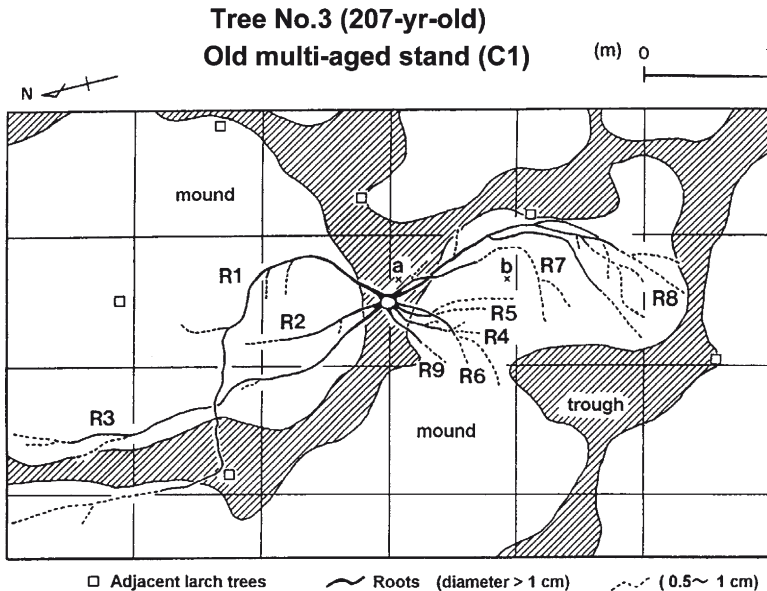 Tree No.3 (207-yr-old)
Old multi-aged stand (C1)
(m) 0
N
mound
a
b
R1
R7
R2
R5
R8
R4
R9
R6
R3
trough
mound
Adjacent larch trees
Roots (diameter > 1 cm)
( 0.5~ 1 cm)